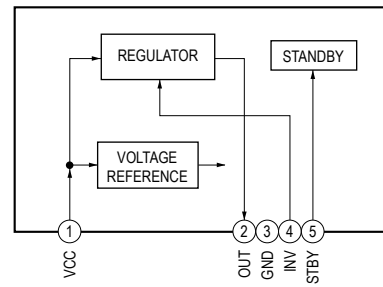 REGULATOR
STANDBY
VOLTAGE
REFERENCE
1 2 3 4 5
VCC OUT GND INV STBY